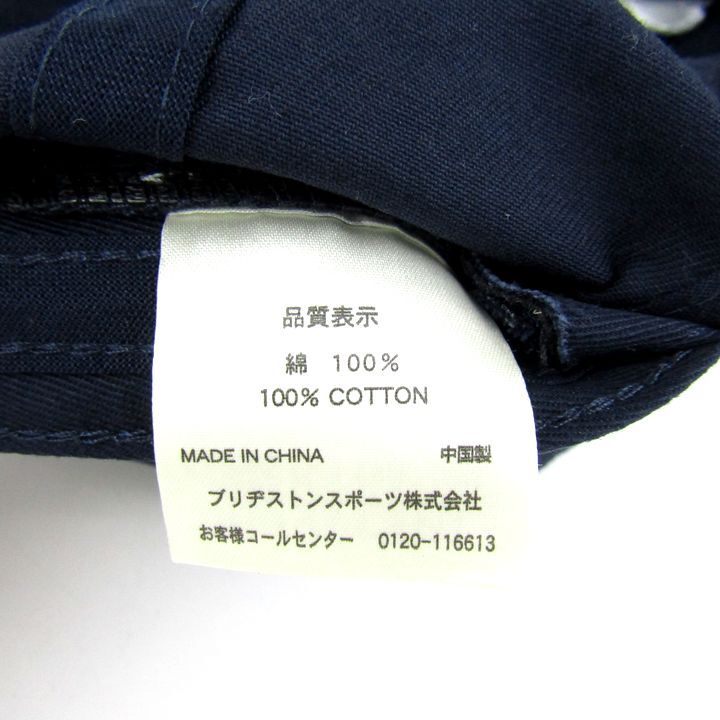 品質表示
綿 100%
100% COTTON
MADE IN CHINA 中国製
ブリヂストンスポーツ株式会社
お客様コールセンター 0120-116613